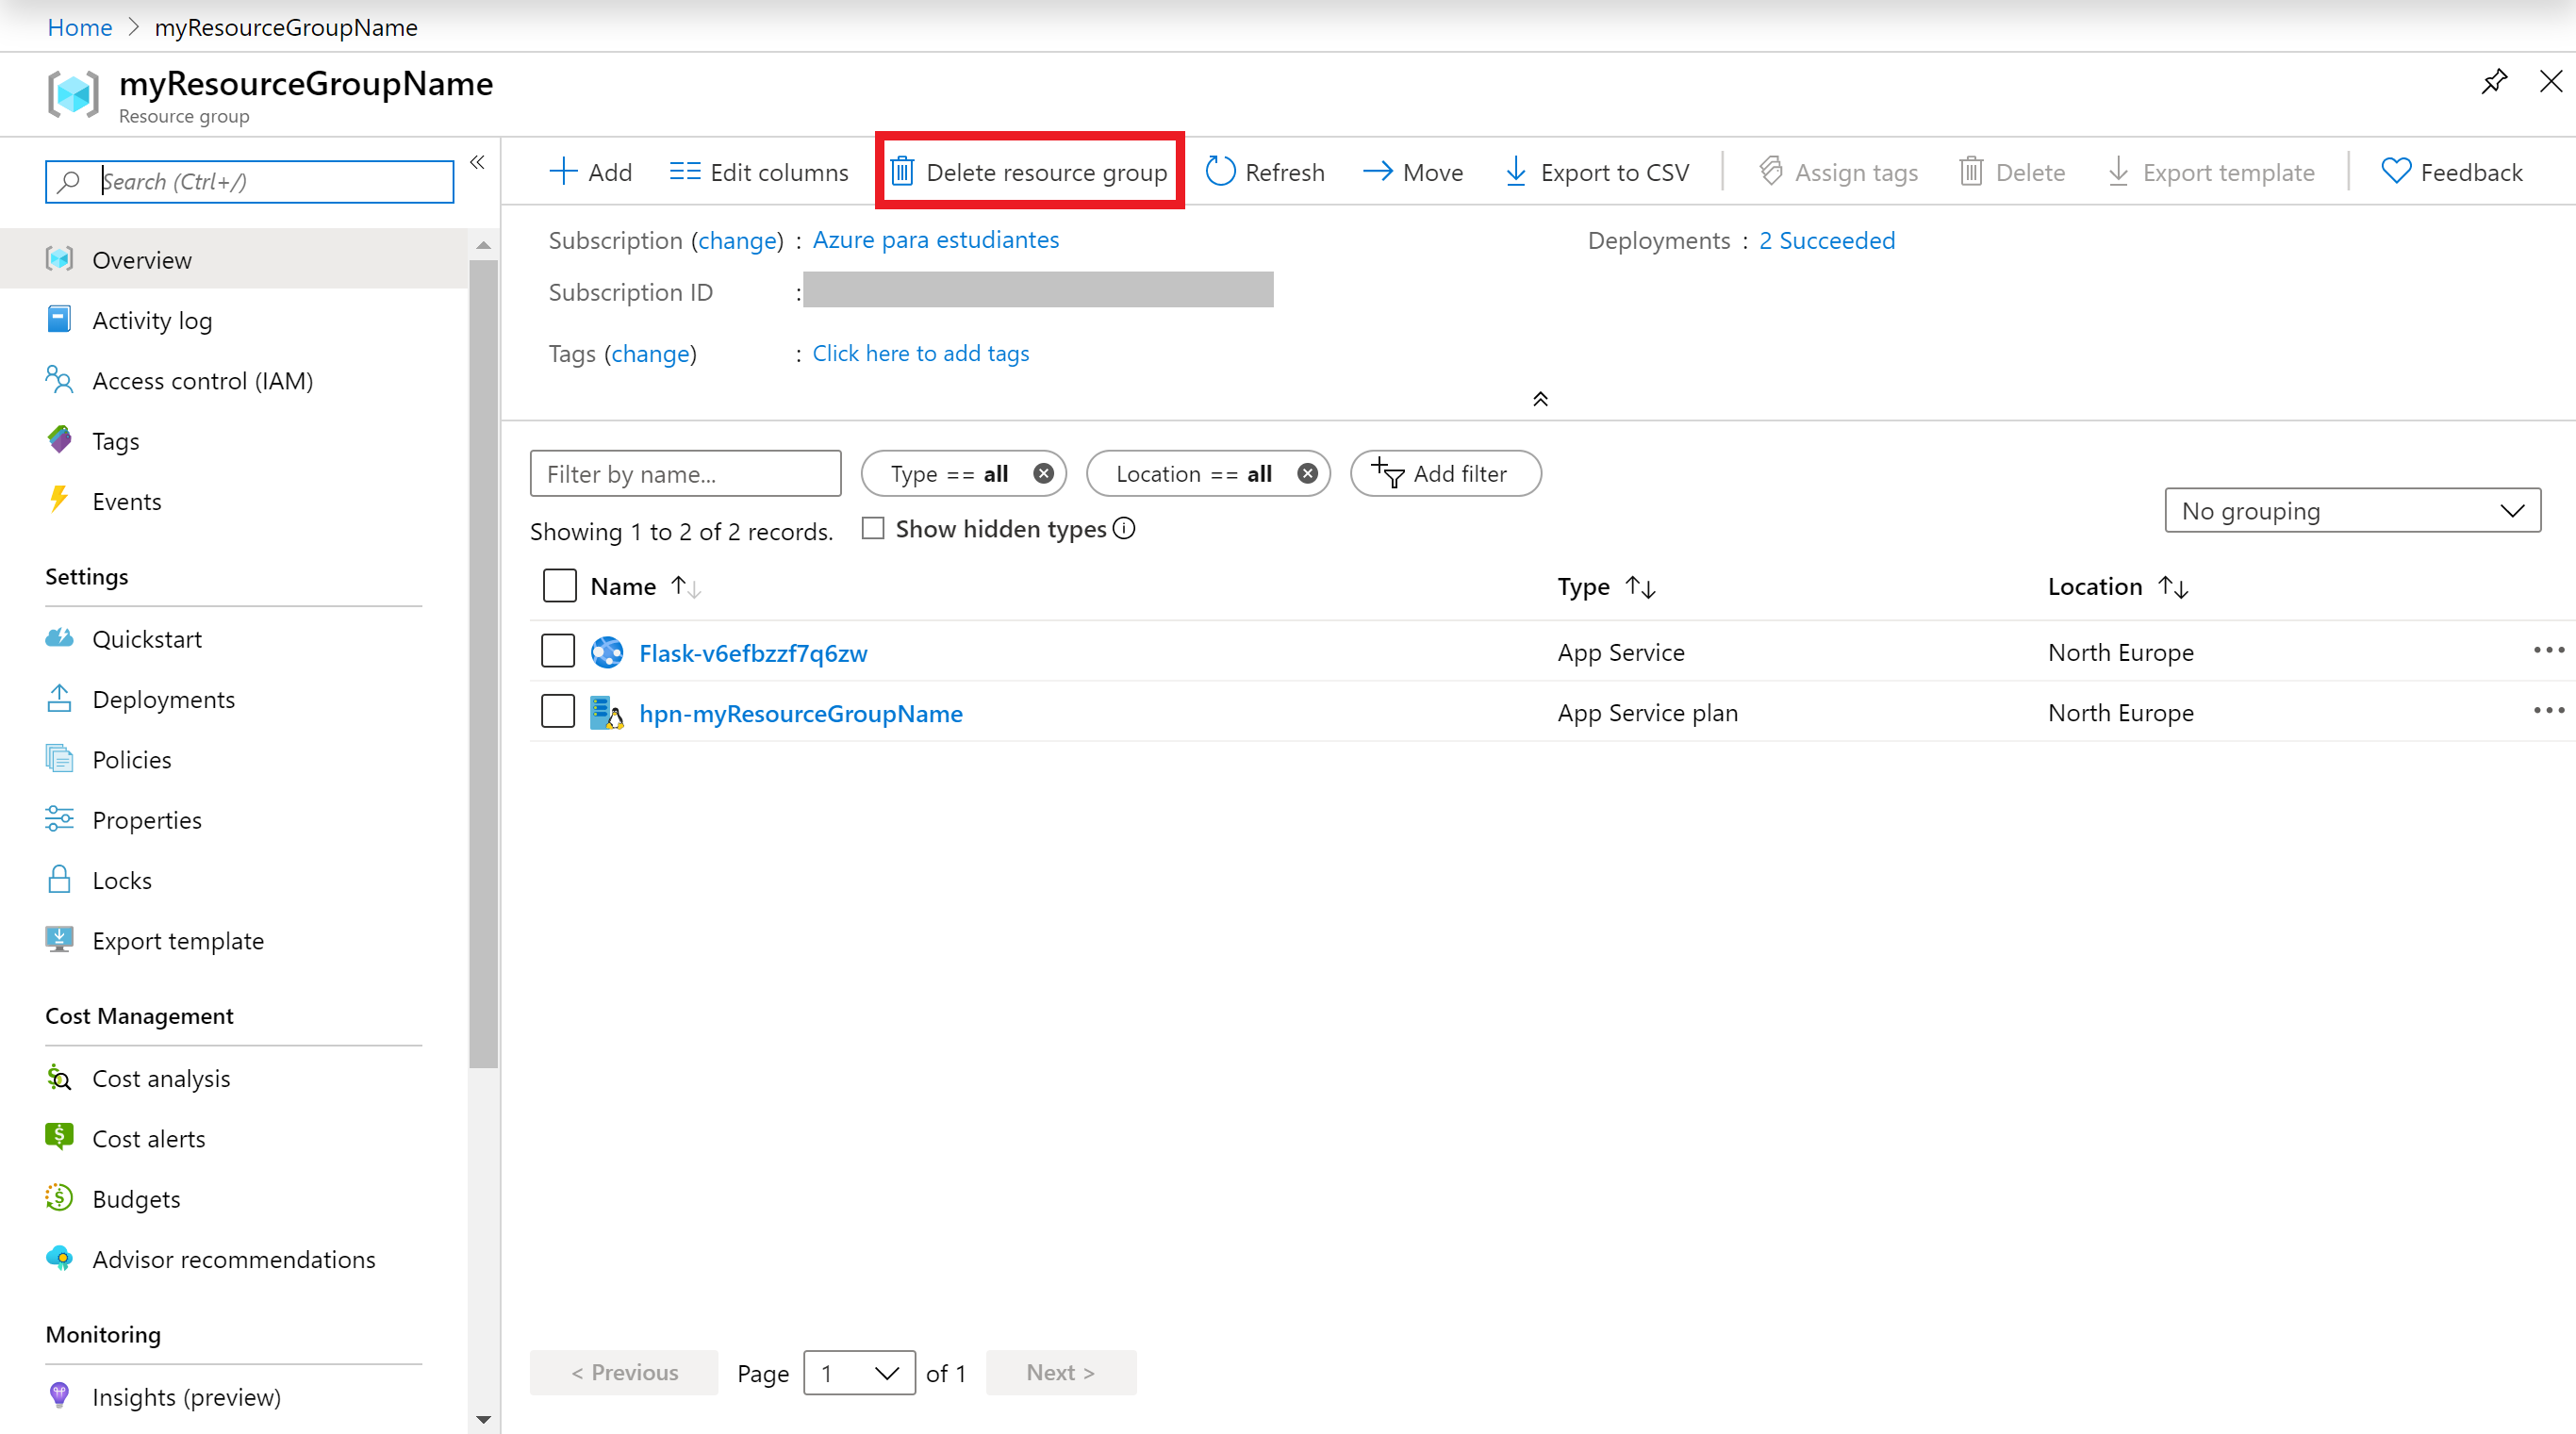 Home > myResourceGroupName
myResourceGroupName
Resource group
Search (Ctrl+/)
Overview
Activity log
Access control (IAM)
Tags
Events
Settings
Quickstart
Deployments
Policies
Properties
Locks
Export template
Cost Management
Cost analysis
Cost alerts
Budgets
Advisor recommendations
Monitoring
Insights (preview)
Add Edit columns Delete resource group Refresh Move Export to CSV Assign tags Delete Export template Feedback
Subscription (change) : Azure para estudiantes Deployments : 2 Succeeded
Subscription ID :
Tags (change) : Click here to add tags
Filter by name... Type == all Location == all Add filter
Showing 1 to 2 of 2 records. Show hidden types No grouping
Name Type Location
Flask-v6efbzzf7q6zw App Service North Europe
hpn-myResourceGroupName App Service plan North Europe
< Previous Page 1 of 1 Next >